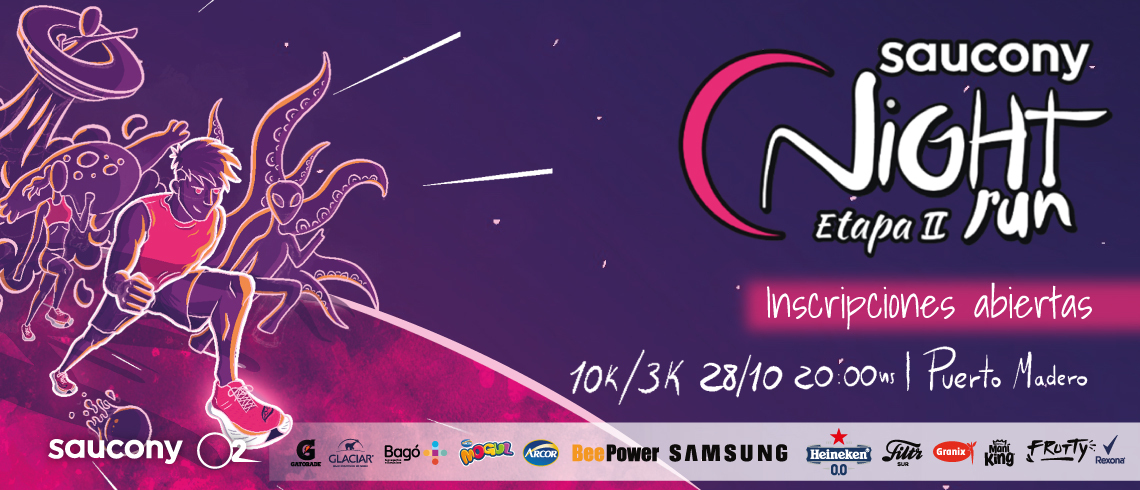 saucony
NiGHT
run
Etapa II
Inscripciones abiertas
10K/3K 28/10 20:00HS | Puerto Madero
saucony O2
G GATORADE GLACIAR Bagó MOGUL ARCOR BeePower SAMSUNG Heineken 0.0 Filtr SUR Granix Maní King FRUTTY Rexona